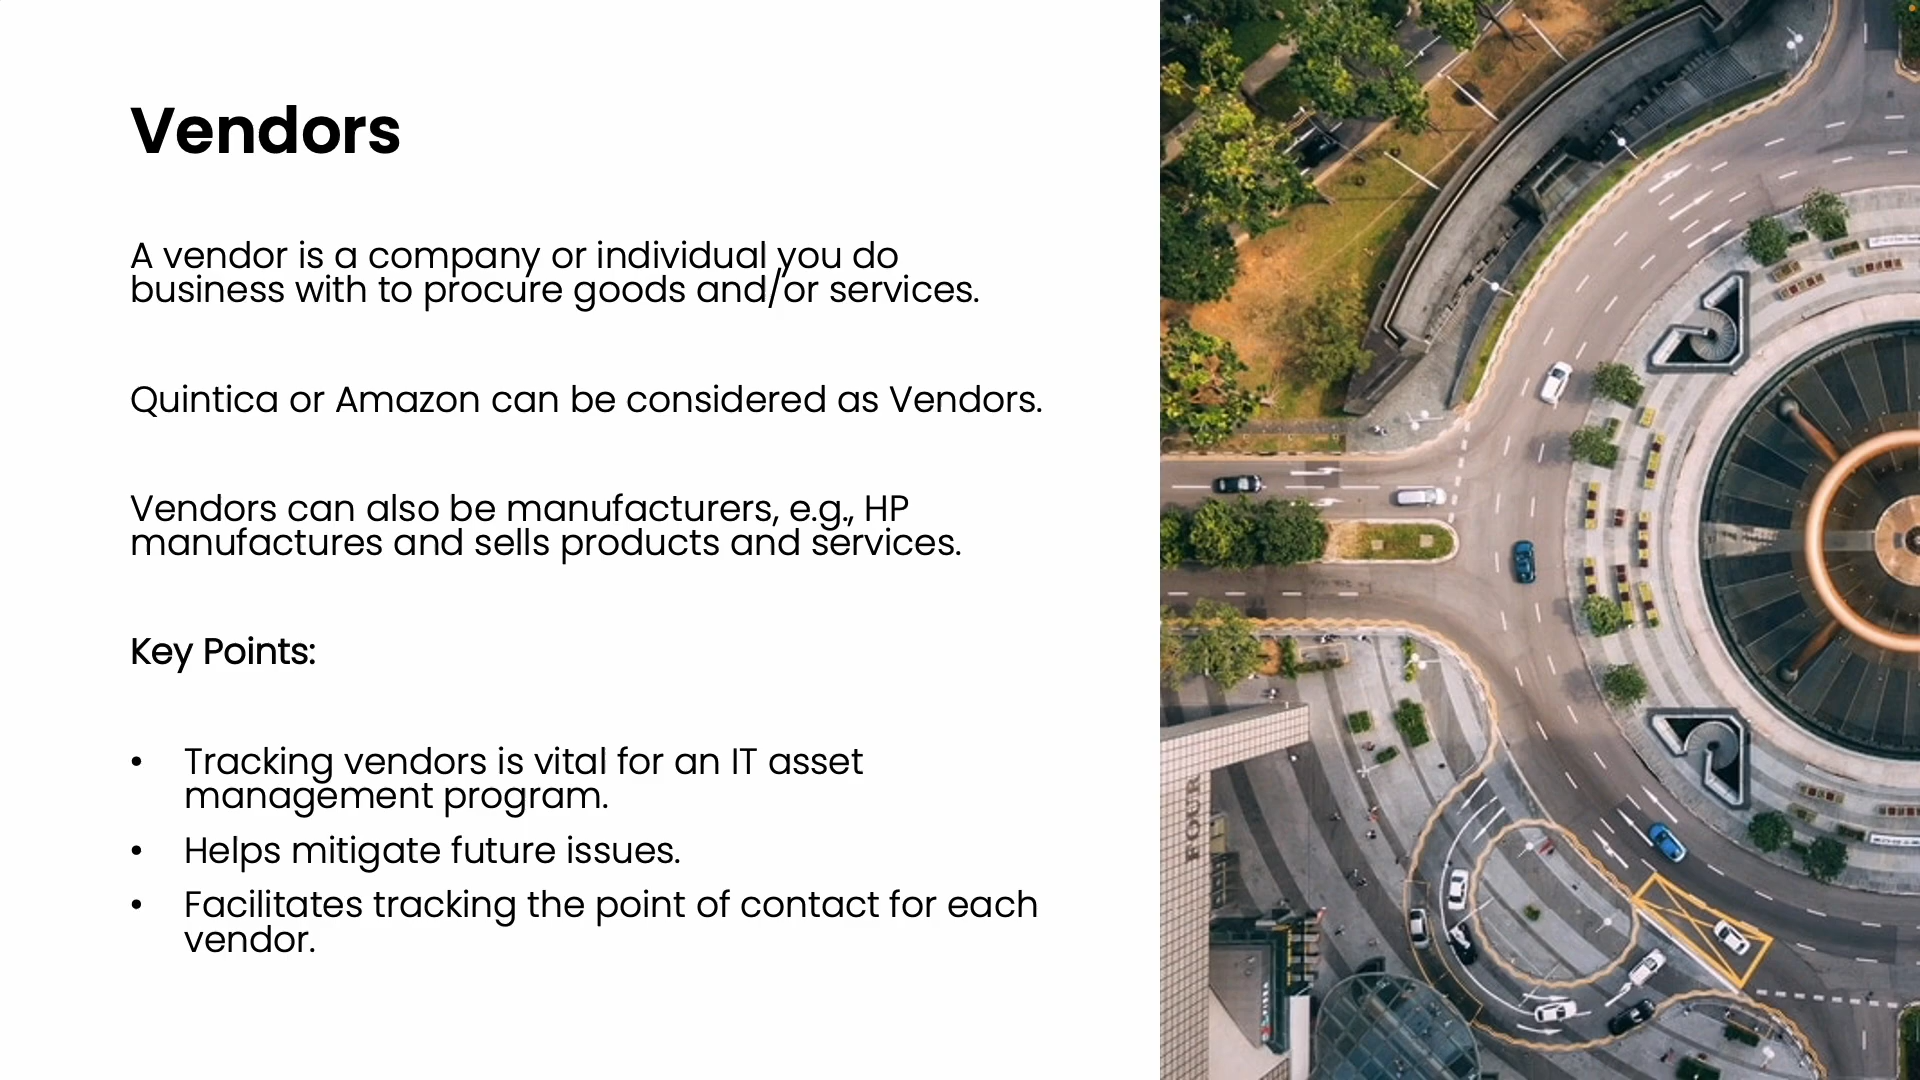 Vendors
A vendor is a company or individual you do
business with to procure goods and/or services.
Quintica or Amazon can be considered as Vendors.
Vendors can also be manufacturers, e.g., HP
manufactures and sells products and services.
Key Points:
• Tracking vendors is vital for an IT asset
management program.
• Helps mitigate future issues.
• Facilitates tracking the point of contact for each
vendor.
FOUR